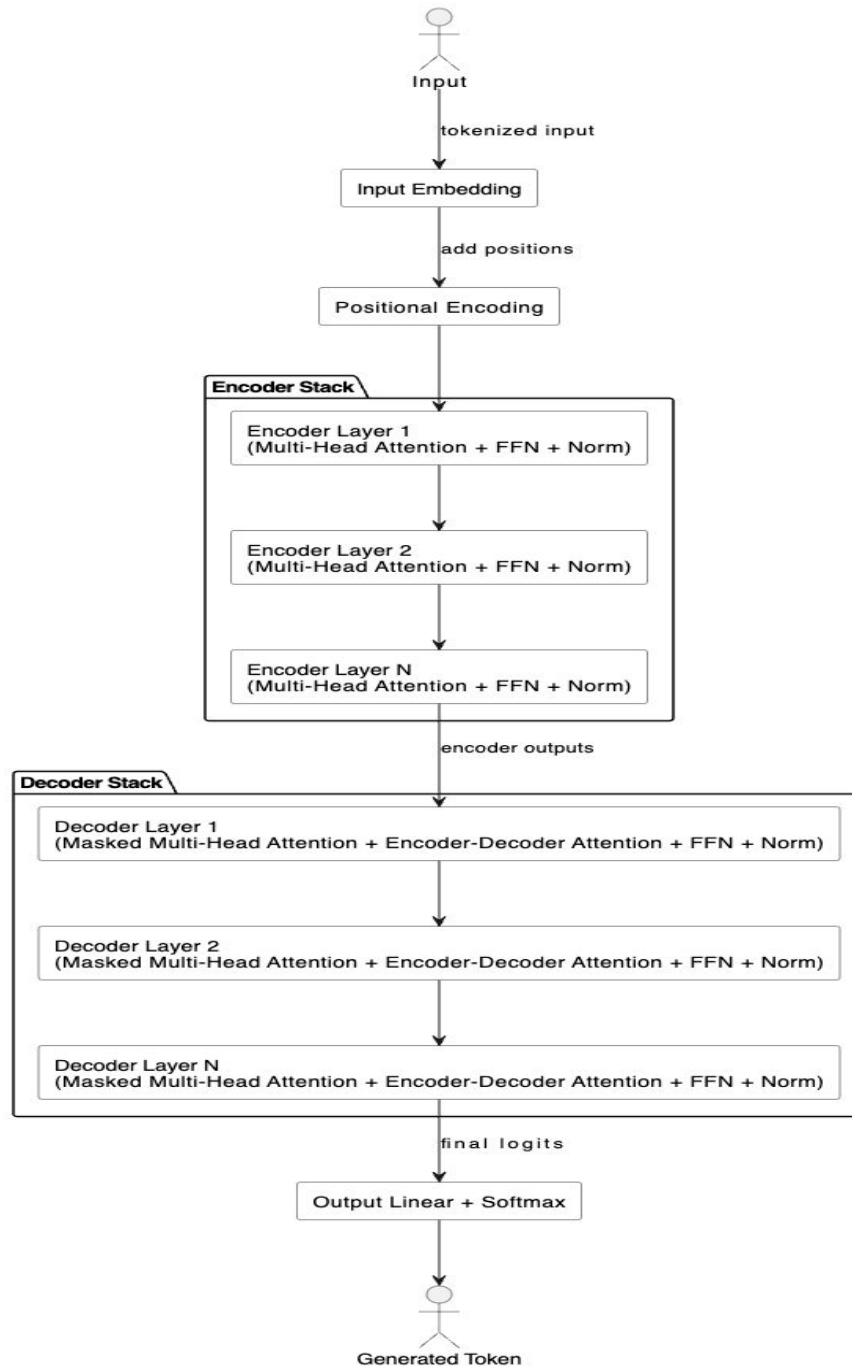 Input
tokenized input
Input Embedding
add positions
Positional Encoding
Encoder Stack
Encoder Layer 1
(Multi-Head Attention + FFN + Norm)
Encoder Layer 2
(Multi-Head Attention + FFN + Norm)
Encoder Layer N
(Multi-Head Attention + FFN + Norm)
encoder outputs
Decoder Stack
Decoder Layer 1
(Masked Multi-Head Attention + Encoder-Decoder Attention + FFN + Norm)
Decoder Layer 2
(Masked Multi-Head Attention + Encoder-Decoder Attention + FFN + Norm)
Decoder Layer N
(Masked Multi-Head Attention + Encoder-Decoder Attention + FFN + Norm)
final logits
Output Linear + Softmax
Generated Token